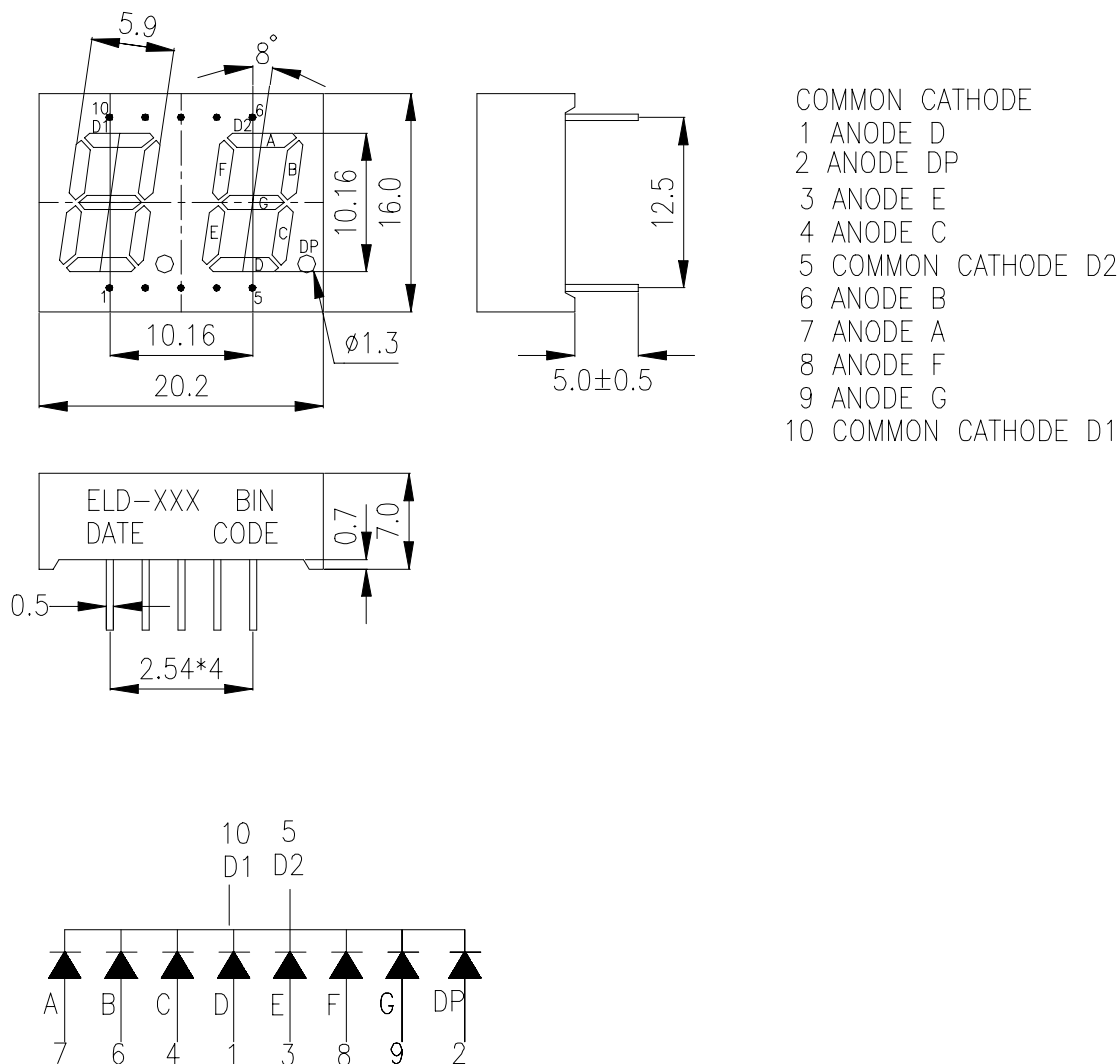 5.9
8°
10
6
D1
D2
A
F
B
G
E
C
D
DP
1
5
10.16
16.0
10.16
20.2
ø1.3
12.5
5.0±0.5
COMMON CATHODE
1 ANODE D
2 ANODE DP
3 ANODE E
4 ANODE C
5 COMMON CATHODE D2
6 ANODE B
7 ANODE A
8 ANODE F
9 ANODE G
10 COMMON CATHODE D1
ELD-XXX BIN
DATE CODE
0.7
7.0
0.5
2.54*4
10 5
D1 D2
A B C D E F G DP
7 6 4 1 3 8 9 2